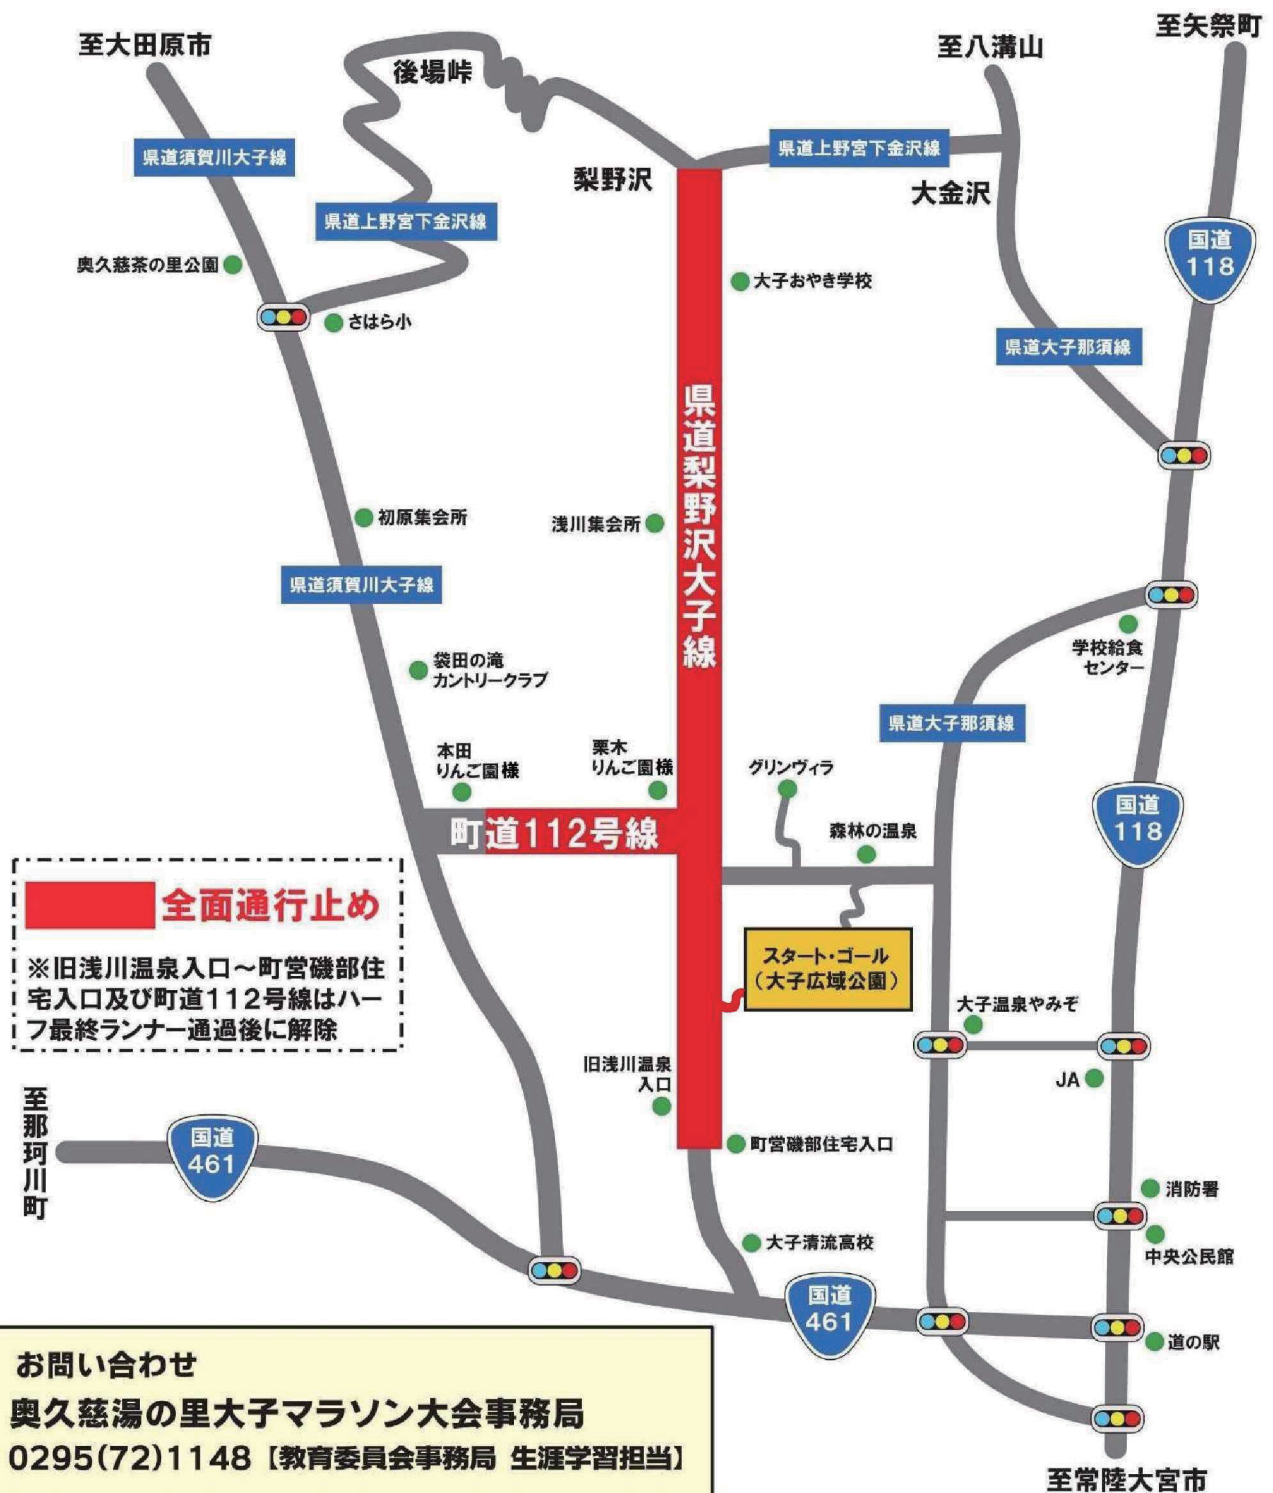 至大田原市
後場峠
至八溝山
至矢祭町
県道須賀川大子線
県道上野宮下金沢線
梨野沢
大金沢
県道上野宮下金沢線
国道
118
奥久慈茶の里公園
さはら小
大子おやき学校
県道大子那須線
県道梨野沢大子線
初原集会所
浅川集会所
県道須賀川大子線
学校給食
センター
袋田の滝
カントリークラブ
県道大子那須線
本田
りんご園様
栗木
りんご園様
グリンヴィラ
国道
118
町道112号線
森林の温泉
全面通行止め
※旧浅川温泉入口~町営磯部住
宅入口及び町道112号線はハー
フ最終ランナー通過後に解除
スタート・ゴール
(大子広域公園)
大子温泉やみぞ
旧浅川温泉
入口
JA
至那珂川町
国道
461
町営磯部住宅入口
消防署
大子清流高校
中央公民館
国道
461
道の駅
お問い合わせ
奥久慈湯の里大子マラソン大会事務局
0295(72)1148【教育委員会事務局 生涯学習担当】
至常陸大宮市